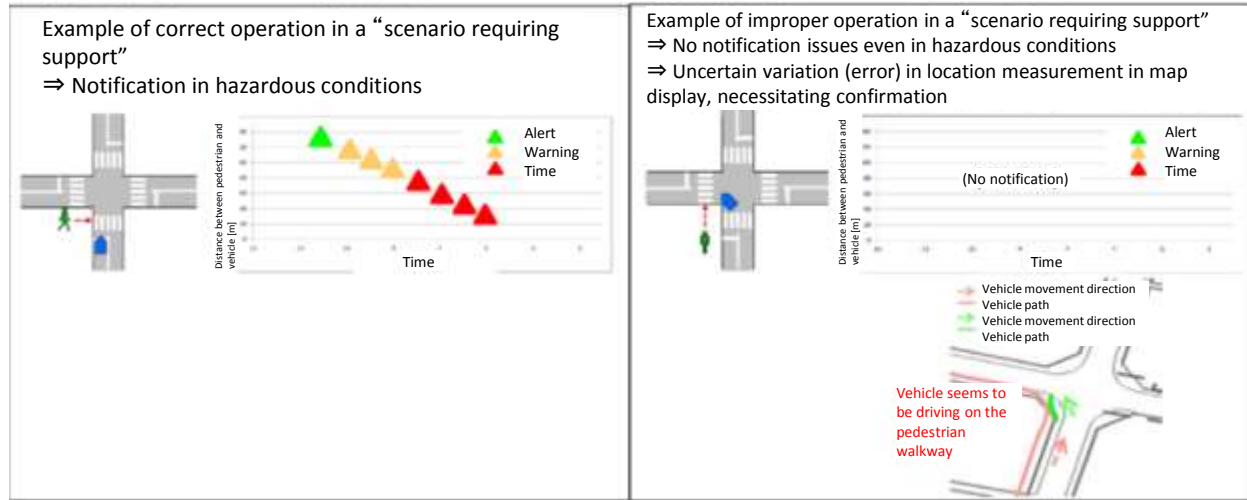 Example of correct operation in a “scenario requiring
support”
⇒ Notification in hazardous conditions
Distance between pedestrian and
vehicle [m]
Alert
Warning
Time
Time
Example of improper operation in a “scenario requiring support”
⇒ No notification issues even in hazardous conditions
⇒ Uncertain variation (error) in location measurement in map
display, necessitating confirmation
Distance between pedestrian and
vehicle [m]
Alert
Warning
Time
(No notification)
Time
Vehicle movement direction
Vehicle path
Vehicle movement direction
Vehicle path
Vehicle seems to
be driving on the
pedestrian
walkway